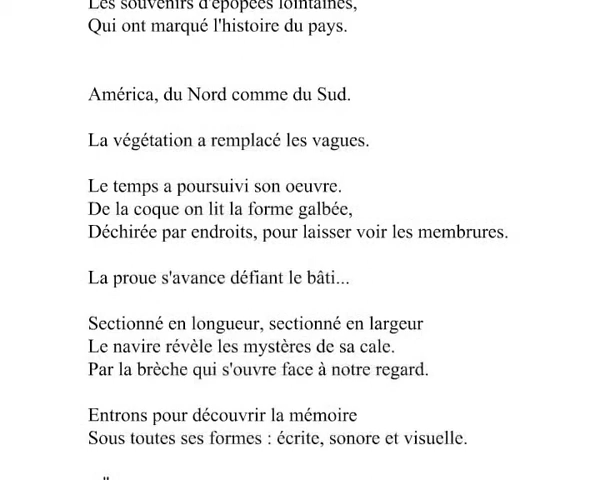 Les souvenirs d'épopées lointaines,
Qui ont marqué l'histoire du pays.
América, du Nord comme du Sud.
La végétation a remplacé les vagues.
Le temps a poursuivi son oeuvre.
De la coque on lit la forme galbée,
Déchirée par endroits, pour laisser voir les membrures.
La proue s'avance défiant le bâti...
Sectionné en longueur, sectionné en largeur
Le navire révèle les mystères de sa cale.
Par la brèche qui s'ouvre face à notre regard.
Entrons pour découvrir la mémoire
Sous toutes ses formes : écrite, sonore et visuelle.